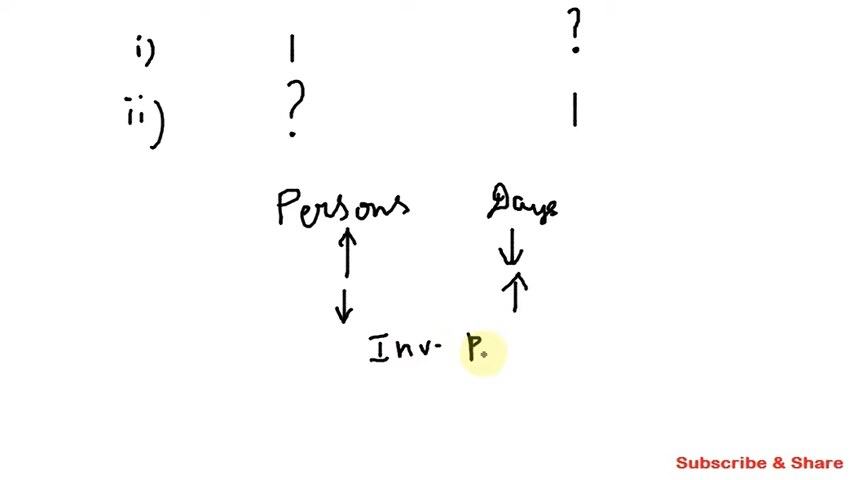 i) 1 ?
ii) ? 1
Persons Days
↑ ↓
↓ ↑
Inv. P.
Subscribe & Share